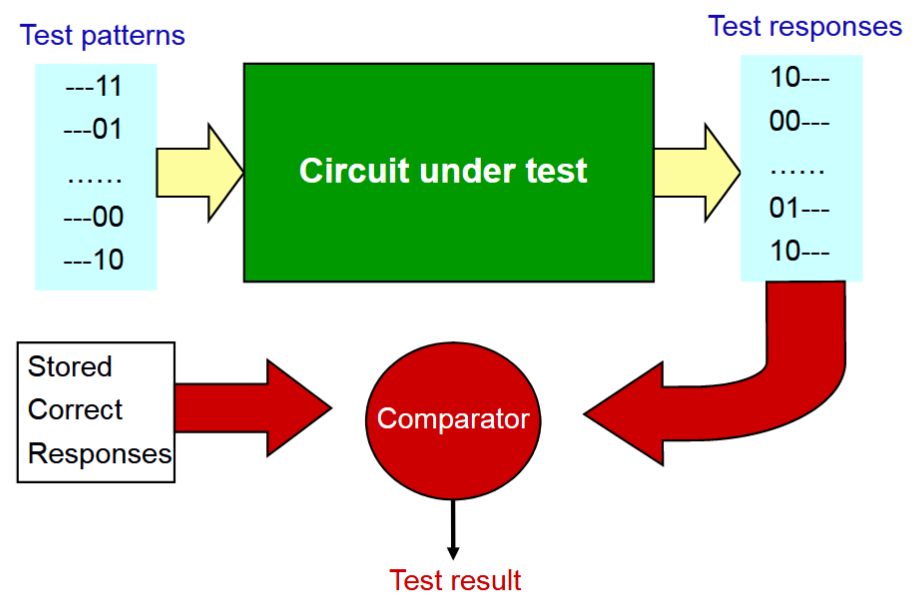 Test patterns
---11
---01
......
---00
---10
Circuit under test
Test responses
10---
00---
......
01---
10---
Stored
Correct
Responses
Comparator
Test result